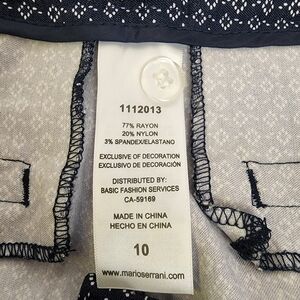 1112013
77% RAYON
20% NYLON
3% SPANDEX/ELASTANO
EXCLUSIVE OF DECORATION
EXCLUSIVO DE DECORACIÓN
DISTRIBUTED BY:
BASIC FASHION SERVICES
CA-59169
MADE IN CHINA
HECHO EN CHINA
10
www.marioserrani.com